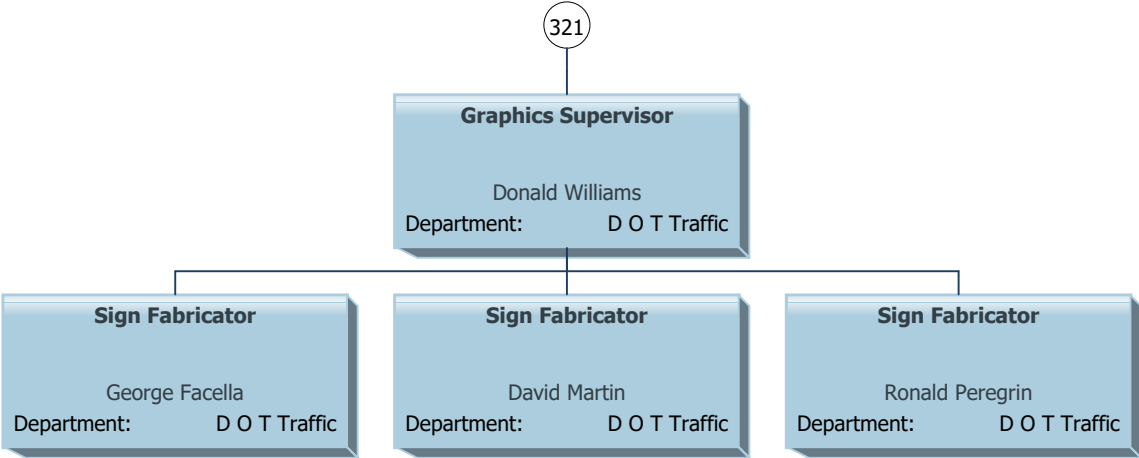 321
Graphics Supervisor
Donald Williams
Department: D O T Traffic
Sign Fabricator
George Facella
Department: D O T Traffic
Sign Fabricator
David Martin
Department: D O T Traffic
Sign Fabricator
Ronald Peregrin
Department: D O T Traffic